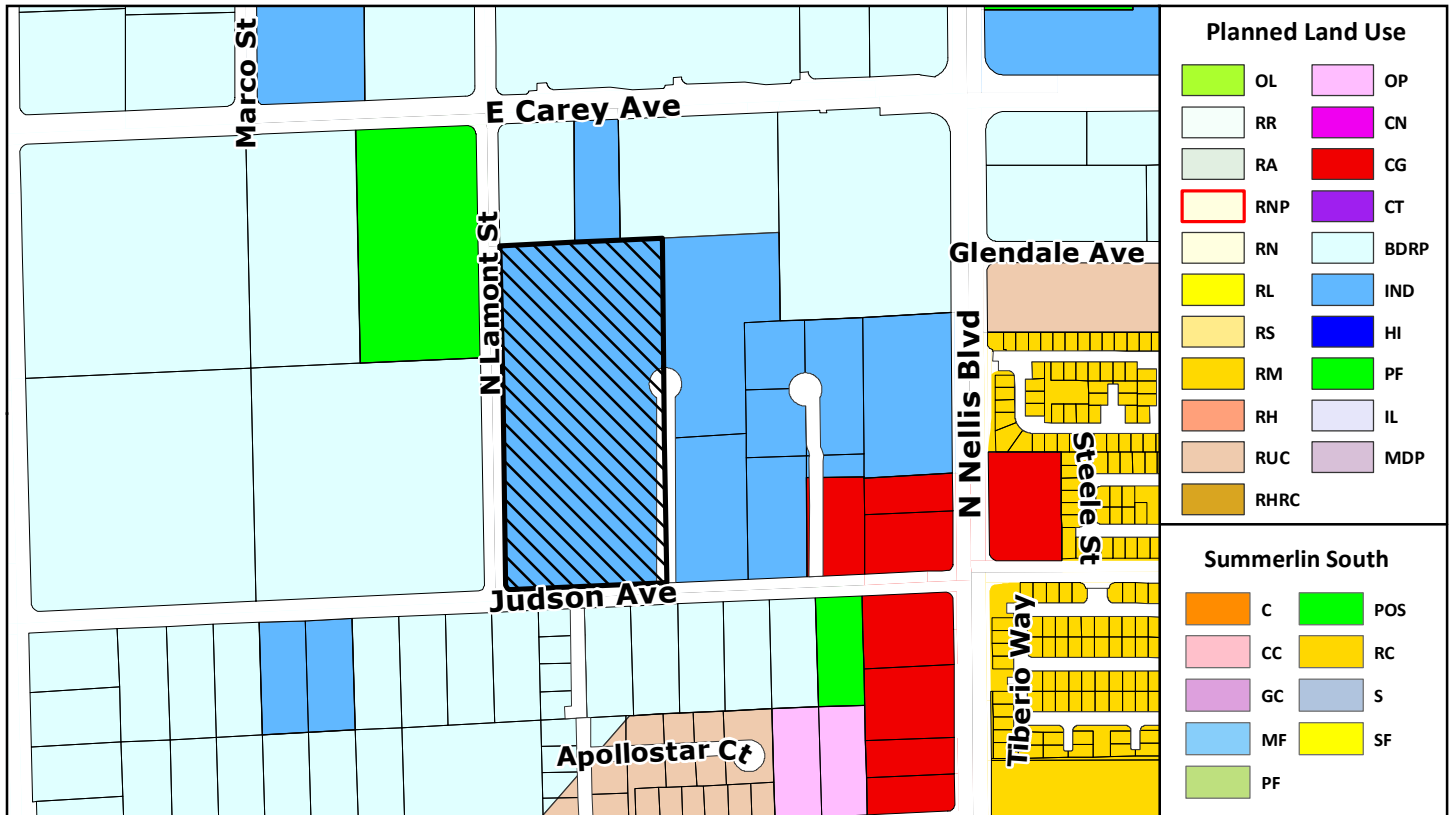 Marco St
E Carey Ave
N Lamont St
Glendale Ave
N Nellis Blvd
Steele St
Judson Ave
Tiberio Way
Apollostar Ct
Planned Land Use
OL OP
RR CN
RA CG
RNP CT
RN BDRP
RL IND
RS HI
RM PF
RH IL
RUC MDP
RHRC
Summerlin South
C POS
CC RC
GC S
MF SF
PF